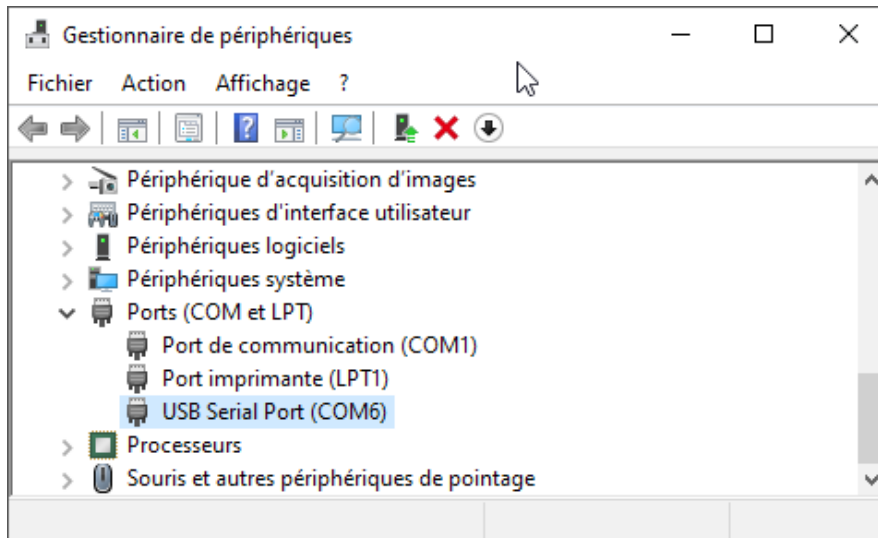 Gestionnaire de périphériques
Fichier Action Affichage ?
Périphérique d'acquisition d'images
Périphériques d'interface utilisateur
Périphériques logiciels
Périphériques système
Ports (COM et LPT)
Port de communication (COM1)
Port imprimante (LPT1)
USB Serial Port (COM6)
Processeurs
Souris et autres périphériques de pointage